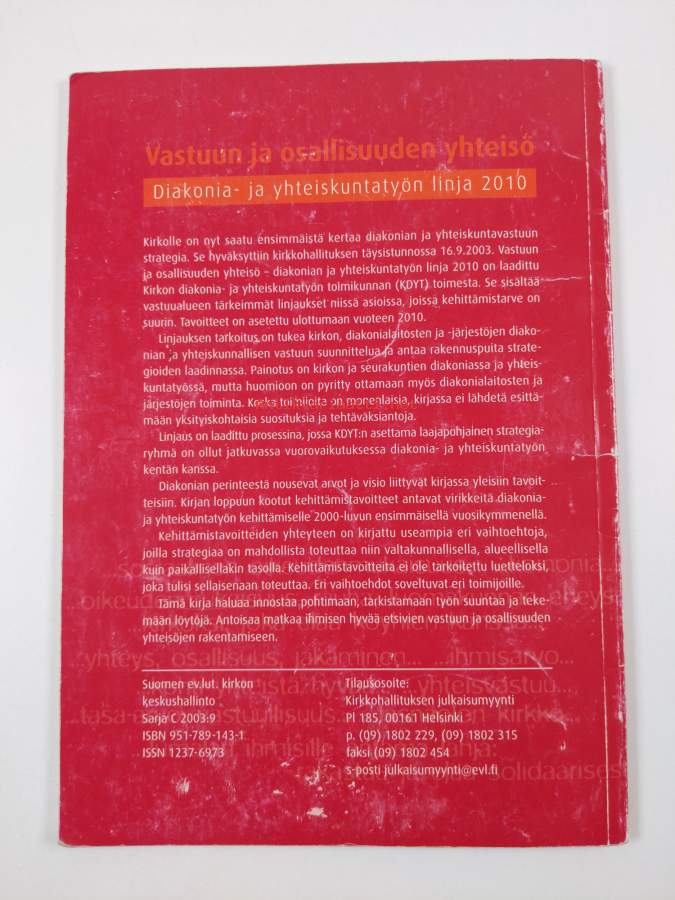 Vastuun ja osallisuuden yhteisö
Diakonia- ja yhteiskuntatyön linja 2010
Kirkolle on nyt saatu ensimmäistä kertaa diakonian ja yhteiskuntavastuun
strategia. Se hyväksyttiin kirkkohallituksen täysistunnossa 16.9.2003. Vastuun
ja osallisuuden yhteisö – diakonian ja yhteiskuntatyön linja 2010 on laadittu
Kirkon diakonia- ja yhteiskuntatyön toimikunnan (KDYT) toimesta. Se sisältää
vastuualueen tärkeimmät linjaukset niissä asioissa, joissa kehittämistarve on
suurin. Tavoitteet on asetettu ulottumaan vuoteen 2010.
Linjauksen tarkoitus on tukea kirkon, diakonialaitosten ja -järjestöjen diako-
nian ja yhteiskunnallisen vastuun suunnittelua ja antaa rakennuspuita strate-
gioiden laadinnassa. Painotus on kirkon ja seurakuntien diakoniassa ja yhteis-
kuntatyössä, mutta huomioon on pyritty ottamaan myös diakonialaitosten ja
järjestöjen toiminta. Koska toimijoita on monenlaisia, kirjassa ei lähdetä esittä-
mään yksityiskohtaisia suosituksia ja tehtäväksiantoja.
Linjaus on laadittu prosessina, jossa KDYT:n asettama laajapohjainen strategia-
ryhmä on ollut jatkuvassa vuorovaikutuksessa diakonia- ja yhteiskuntatyön
kentän kanssa.
Diakonian perinteestä nousevat arvot ja visio liittyvät kirjassa yleisiin tavoit-
teisiin. Kirjan loppuun kootut kehittämistavoitteet antavat virikkeitä diakonia-
ja yhteiskuntatyön kehittämiselle 2000-luvun ensimmäisellä vuosikymmenellä.
Kehittämistavoitteiden yhteyteen on kirjattu useampia eri vaihtoehtoja,
joilla strategiaa on mahdollista toteuttaa niin valtakunnallisella, alueellisella
kuin paikallisellakin tasolla. Kehittämistavoitteita ei ole tarkoitettu luetteloksi,
joka tulisi sellaisenaan toteuttaa. Eri vaihtoehdot soveltuvat eri toimijoille.
Tämä kirja haluaa innostaa pohtimaan, tarkistamaan työn suuntaa ja teke-
mään löytöjä. Antoisaa matkaa ihmisen hyvää etsivien vastuun ja osallisuuden
yhteisöjen rakentamiseen.
yhteys, osallisuus, jakaminen... ...ihmisarvo...
Suomen ev.lut. kirkon
keskushallinto
Sarja C 2003:9
ISBN 951-789-143-1
ISSN 1237-6973
Tilausosoite:
Kirkkohallituksen julkaisumyynti
Pl 185, 00161 Helsinki
p. (09) 1802 229, (09) 1802 315
faksi (09) 1802 454
s-posti julkaisumyynti@evl.fi